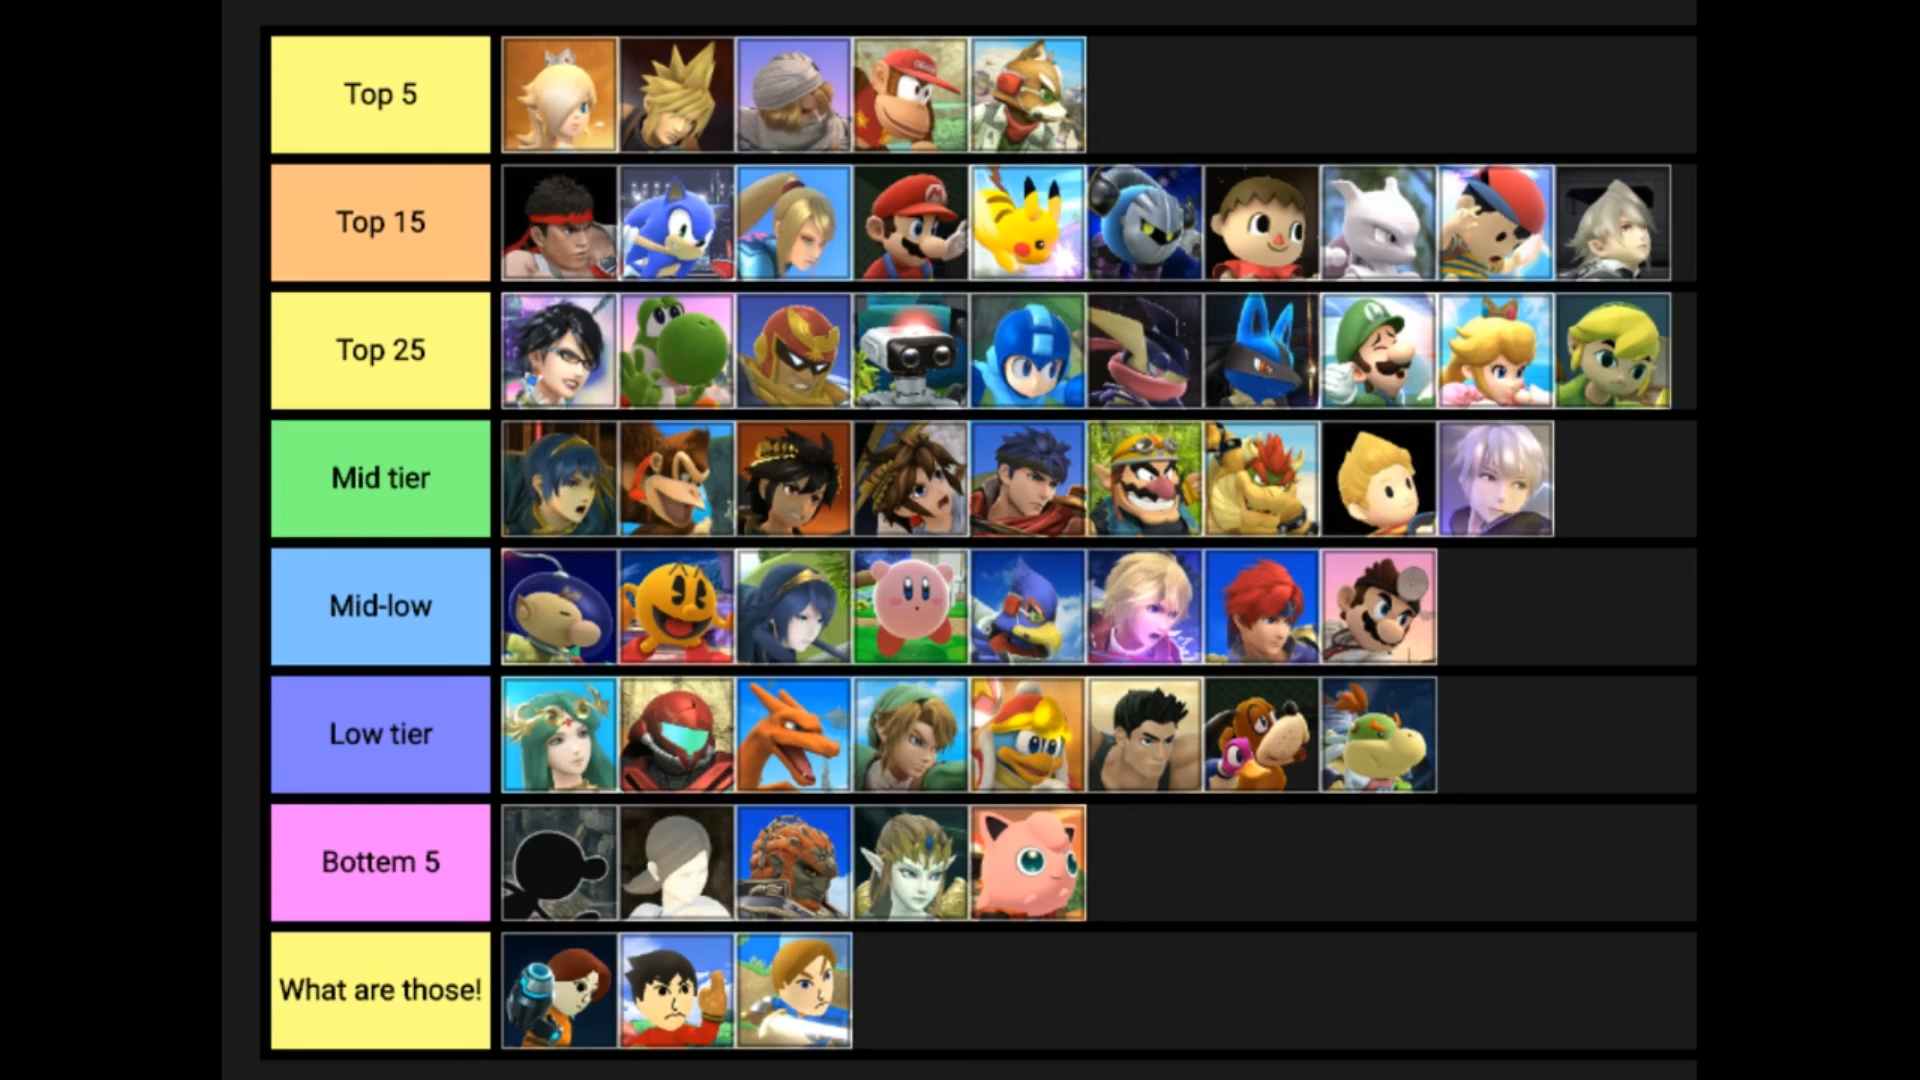 Top 5
Top 15
Top 25
Mid tier
Mid-low
Low tier
Bottem 5
What are those!